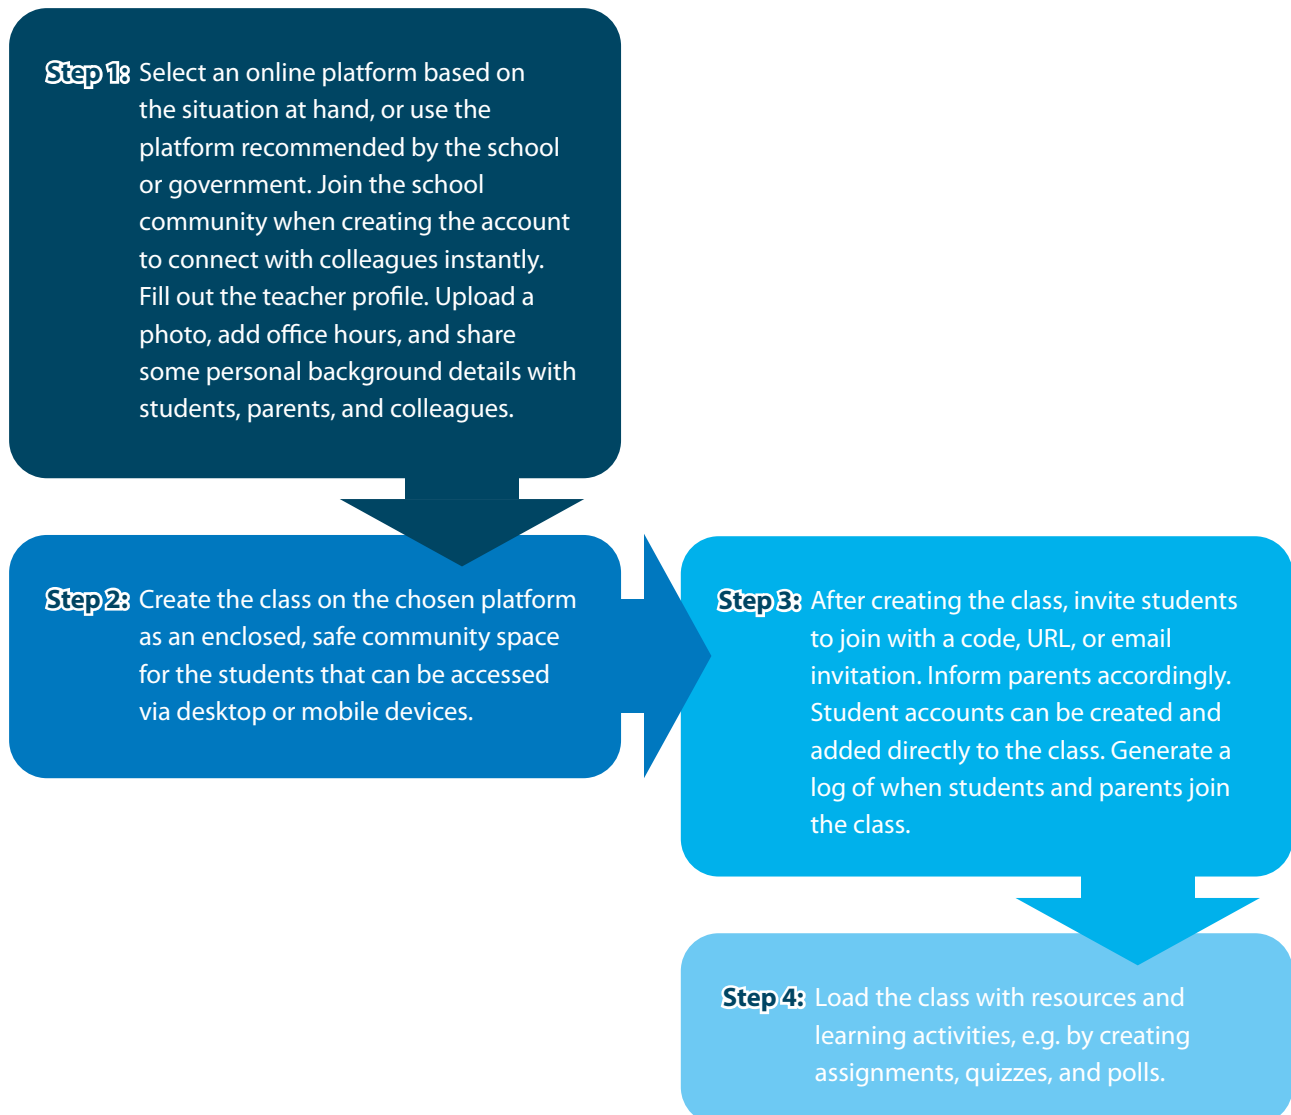 Step 1: Select an online platform based on
the situation at hand, or use the
platform recommended by the school
or government. Join the school
community when creating the account
to connect with colleagues instantly.
Fill out the teacher profile. Upload a
photo, add office hours, and share
some personal background details with
students, parents, and colleagues.
Step 2: Create the class on the chosen platform
as an enclosed, safe community space
for the students that can be accessed
via desktop or mobile devices.
Step 3: After creating the class, invite students
to join with a code, URL, or email
invitation. Inform parents accordingly.
Student accounts can be created and
added directly to the class. Generate a
log of when students and parents join
the class.
Step 4: Load the class with resources and
learning activities, e.g. by creating
assignments, quizzes, and polls.